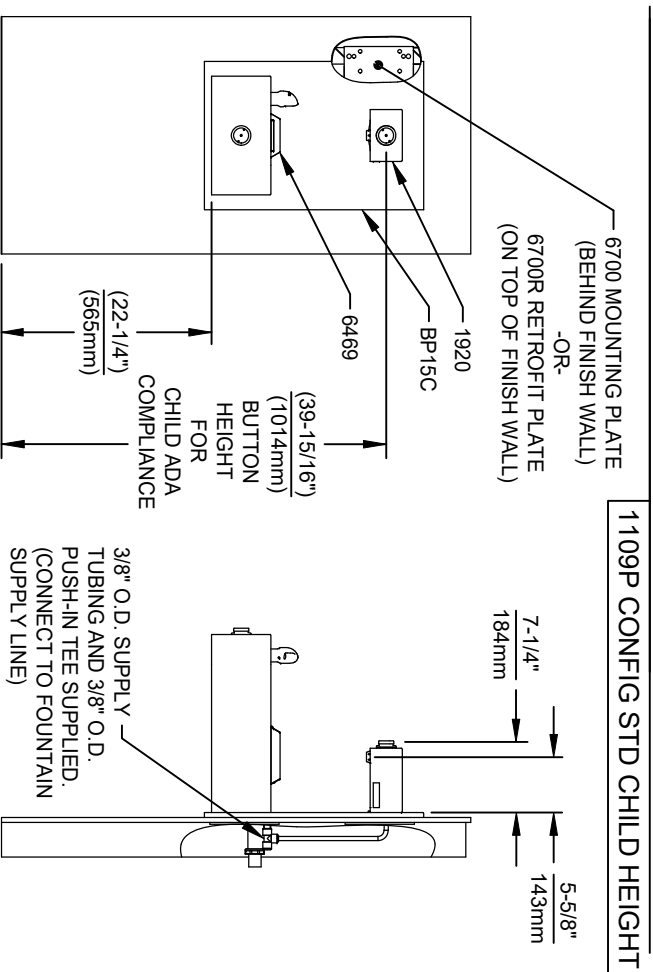 1109P CONFIG STD CHILD HEIGHT
6700 MOUNTING PLATE
(BEHIND FINISH WALL)
-OR-
6700R RETROFIT PLATE
(ON TOP OF FINISH WALL)
1920
BP15C
6469
(22-1/4")
(565mm)
(39-15/16")
(1014mm)
BUTTON
HEIGHT
FOR
CHILD ADA
COMPLIANCE
7-1/4"
184mm
5-5/8"
143mm
3/8" O.D. SUPPLY
TUBING AND 3/8" O.D.
PUSH-IN TEE SUPPLIED.
(CONNECT TO FOUNTAIN
SUPPLY LINE)